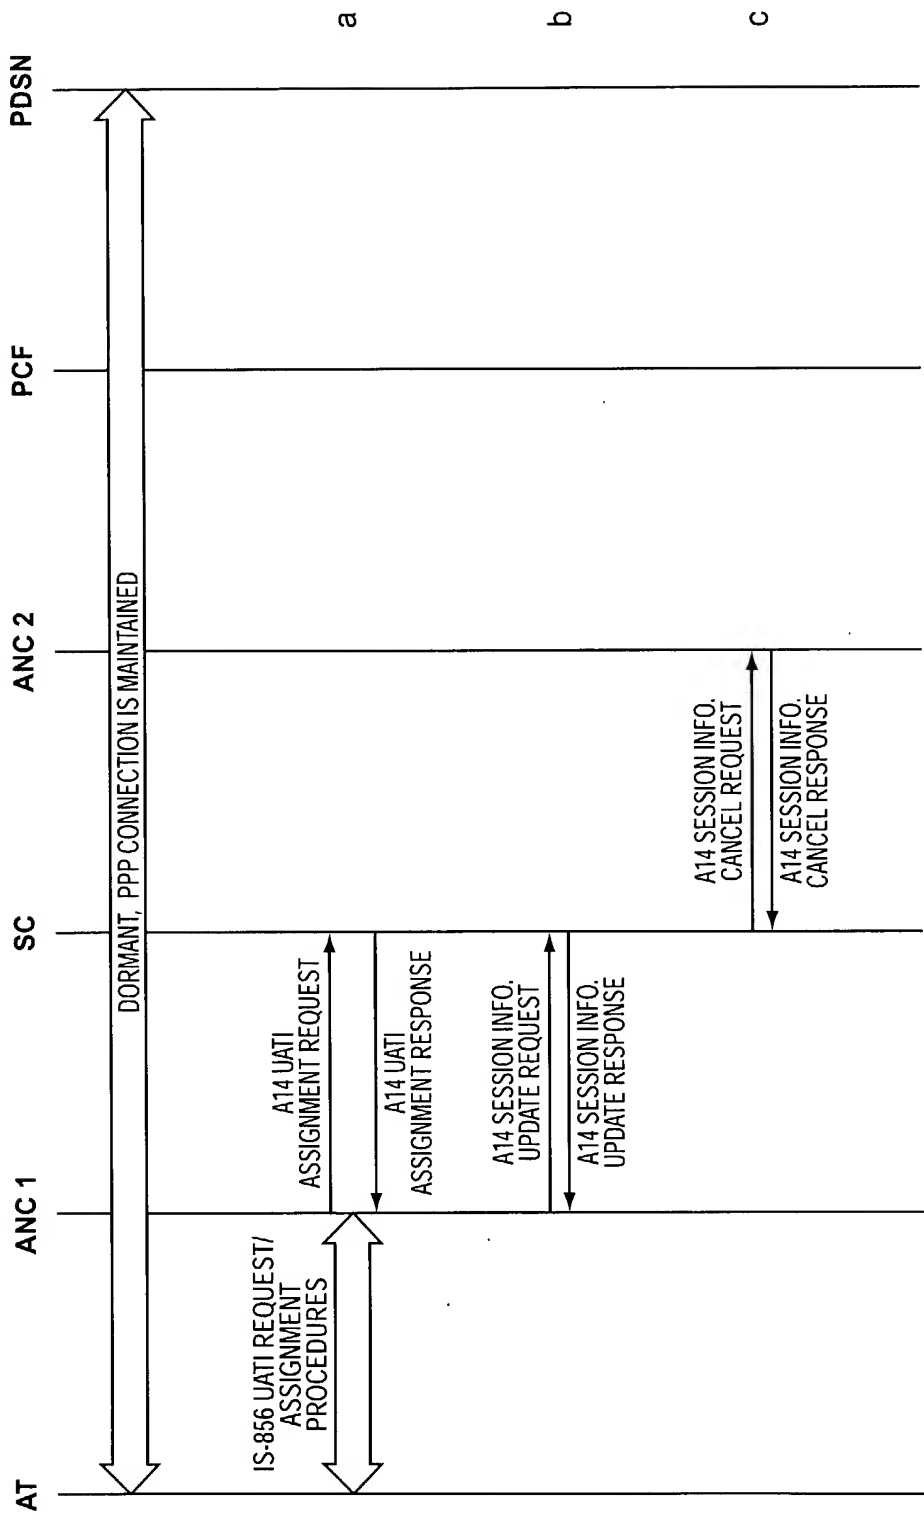 AT
ANC 1
SC
ANC 2
PCF
PDSN
DORMANT, PPP CONNECTION IS MAINTAINED
IS-856 UATI REQUEST/
ASSIGNMENT
PROCEDURES
A14 UATI
ASSIGNMENT REQUEST
A14 UATI
ASSIGNMENT RESPONSE
a
A14 SESSION INFO.
UPDATE REQUEST
A14 SESSION INFO.
UPDATE RESPONSE
b
A14 SESSION INFO.
CANCEL REQUEST
A14 SESSION INFO.
CANCEL RESPONSE
c